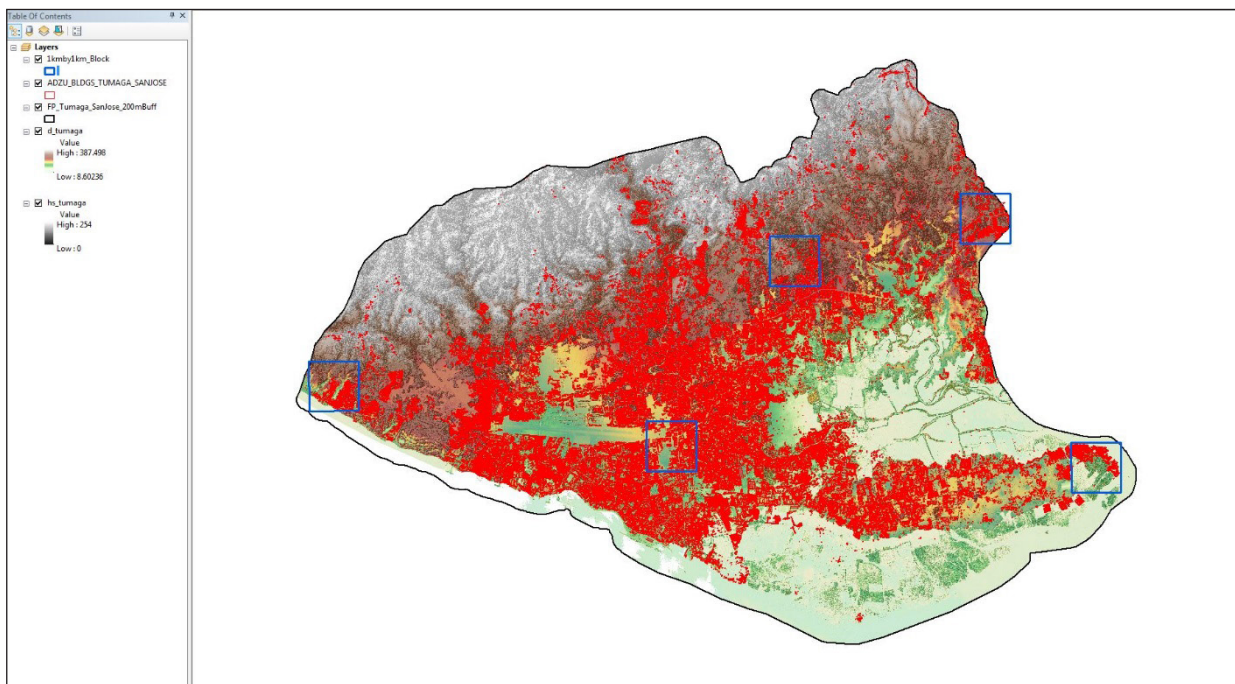 Table Of Contents
Layers
1kmby1km_Block
ADZU_BLDGS_TUMAGA_SANJOSE
FP_Tumaga_SanJose_200mBuff
d_tumaga
Value
High : 387.498
Low : 8.60236
hs_tumaga
Value
High : 254
Low : 0